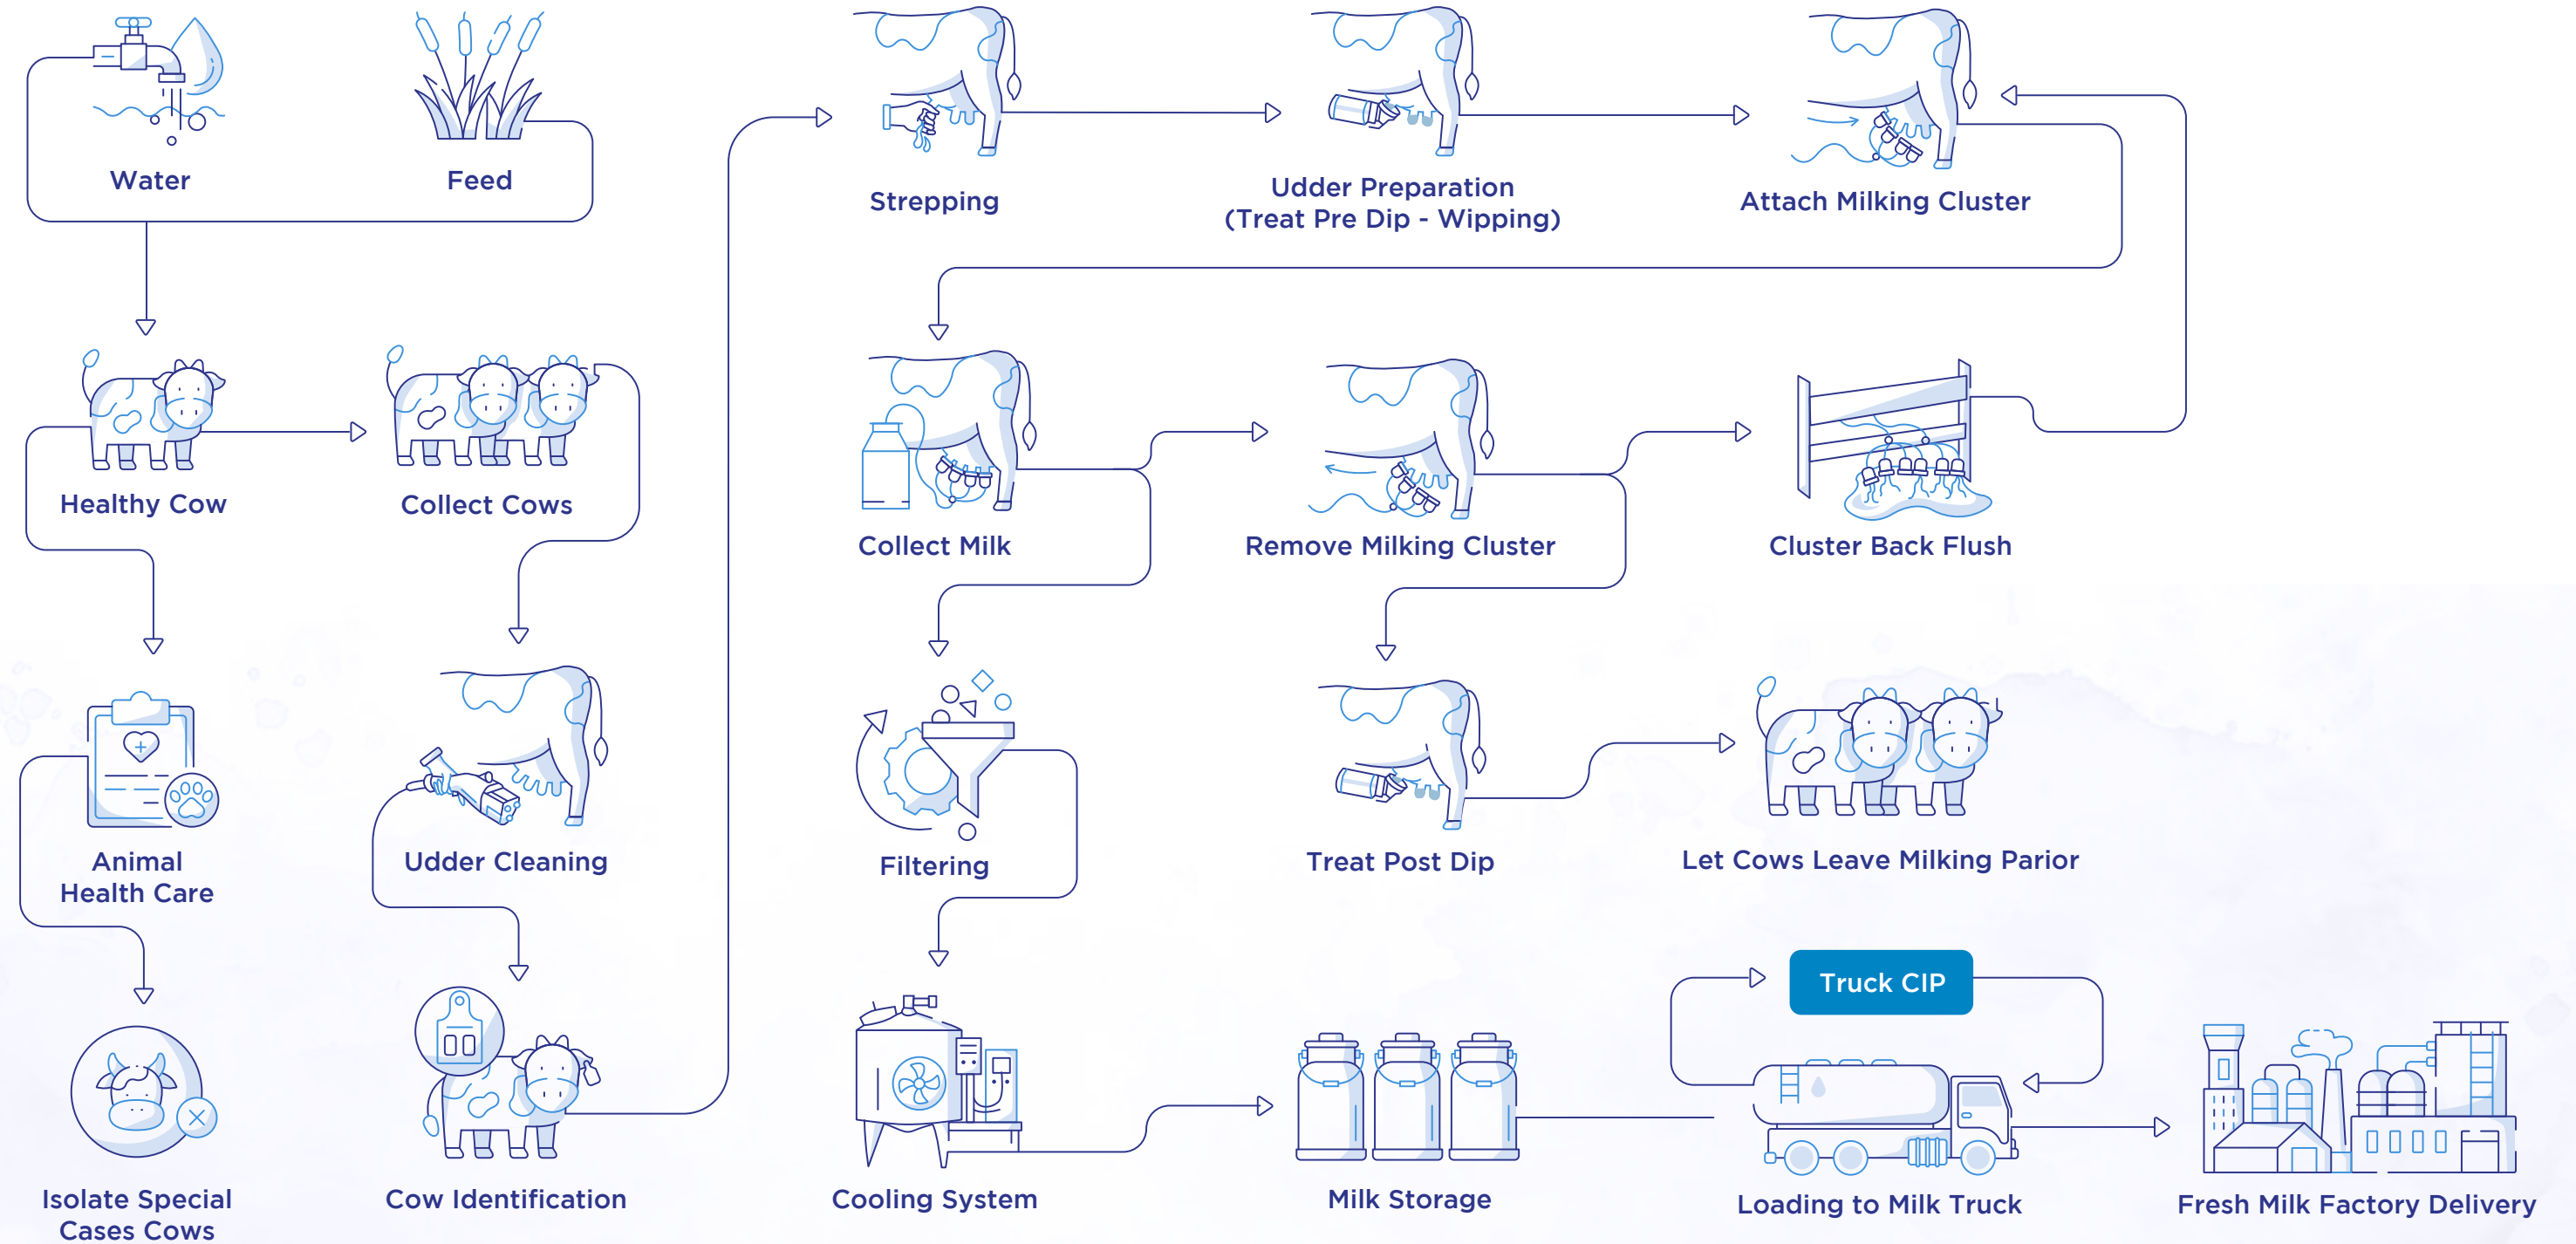 Water
Feed
Strepping
Udder Preparation
(Treat Pre Dip - Wipping)
Attach Milking Cluster
Healthy Cow
Collect Cows
Collect Milk
Remove Milking Cluster
Cluster Back Flush
Animal
Health Care
Udder Cleaning
Filtering
Treat Post Dip
Let Cows Leave Milking Parior
Truck CIP
Isolate Special
Cases Cows
Cow Identification
Cooling System
Milk Storage
Loading to Milk Truck
Fresh Milk Factory Delivery